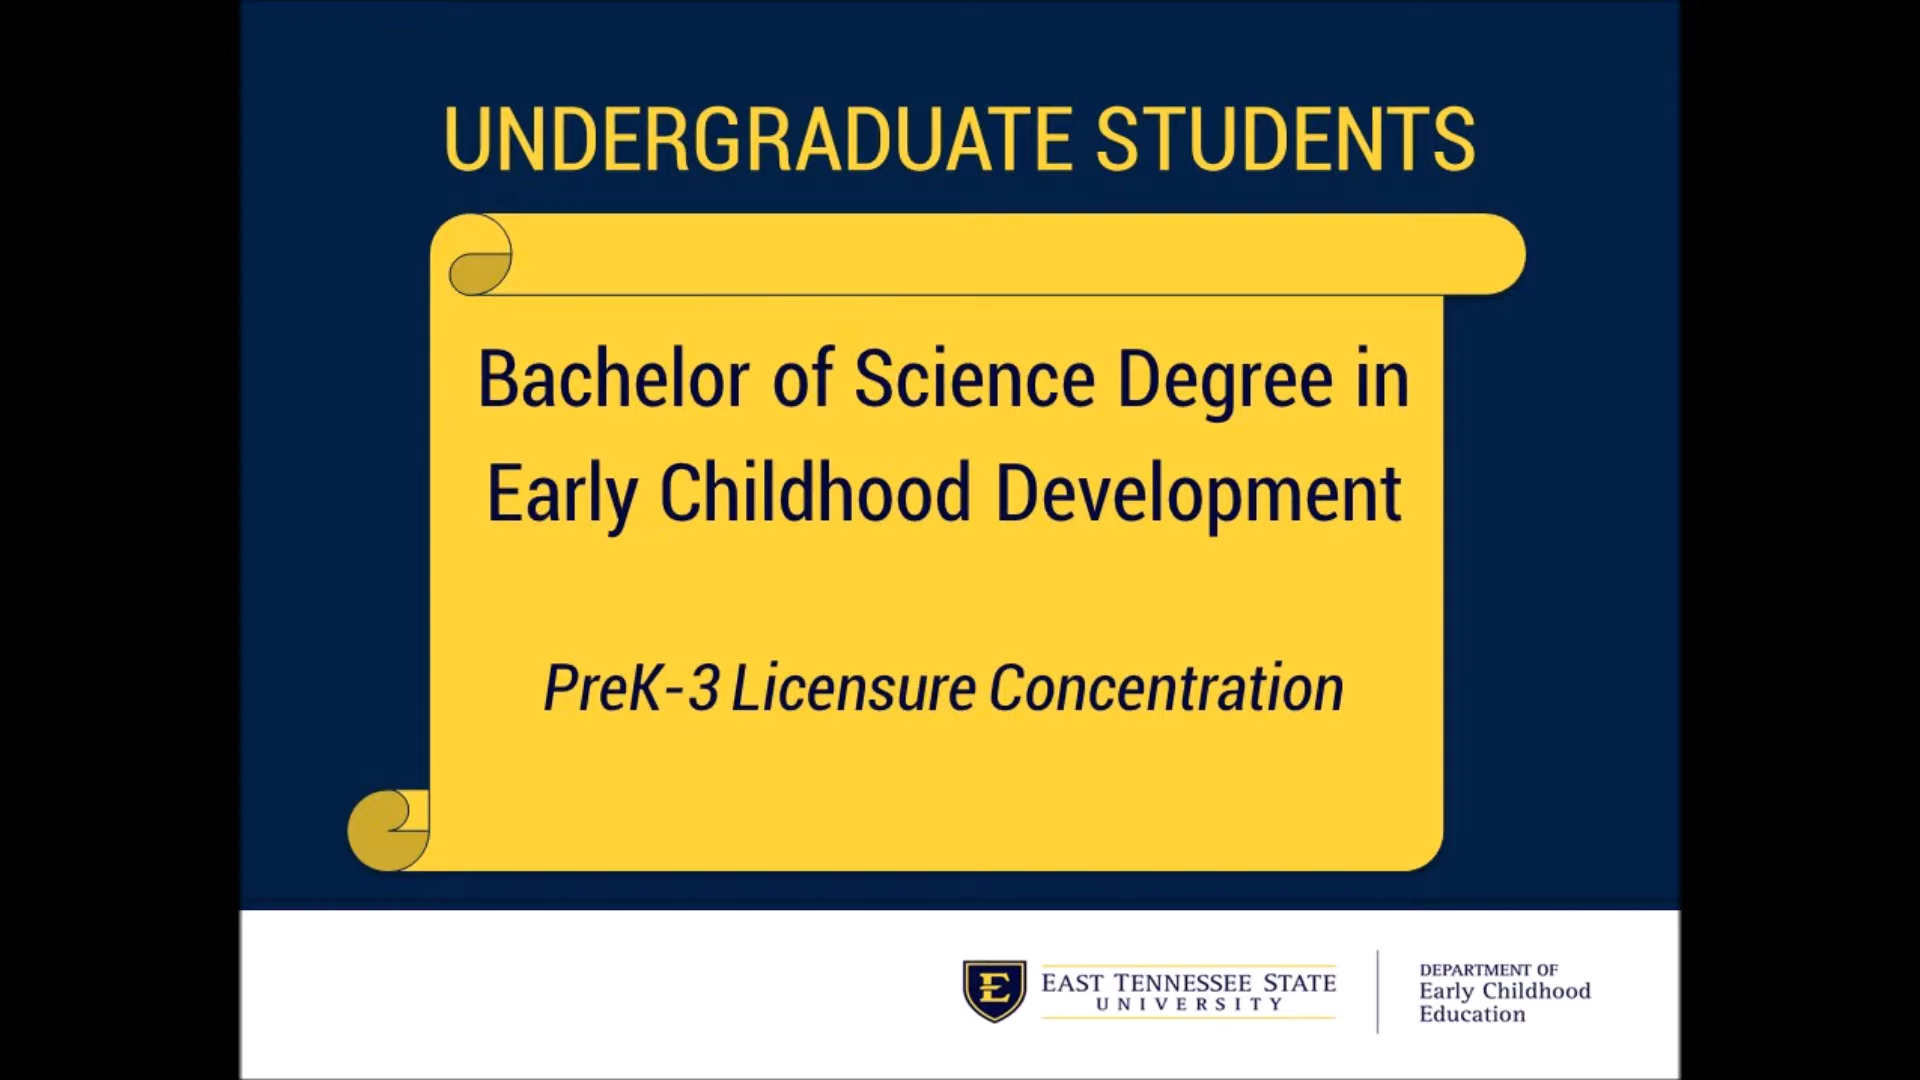 UNDERGRADUATE STUDENTS
Bachelor of Science Degree in
Early Childhood Development
PreK-3 Licensure Concentration
E
EAST TENNESSEE STATE
UNIVERSITY
DEPARTMENT OF
Early Childhood
Education